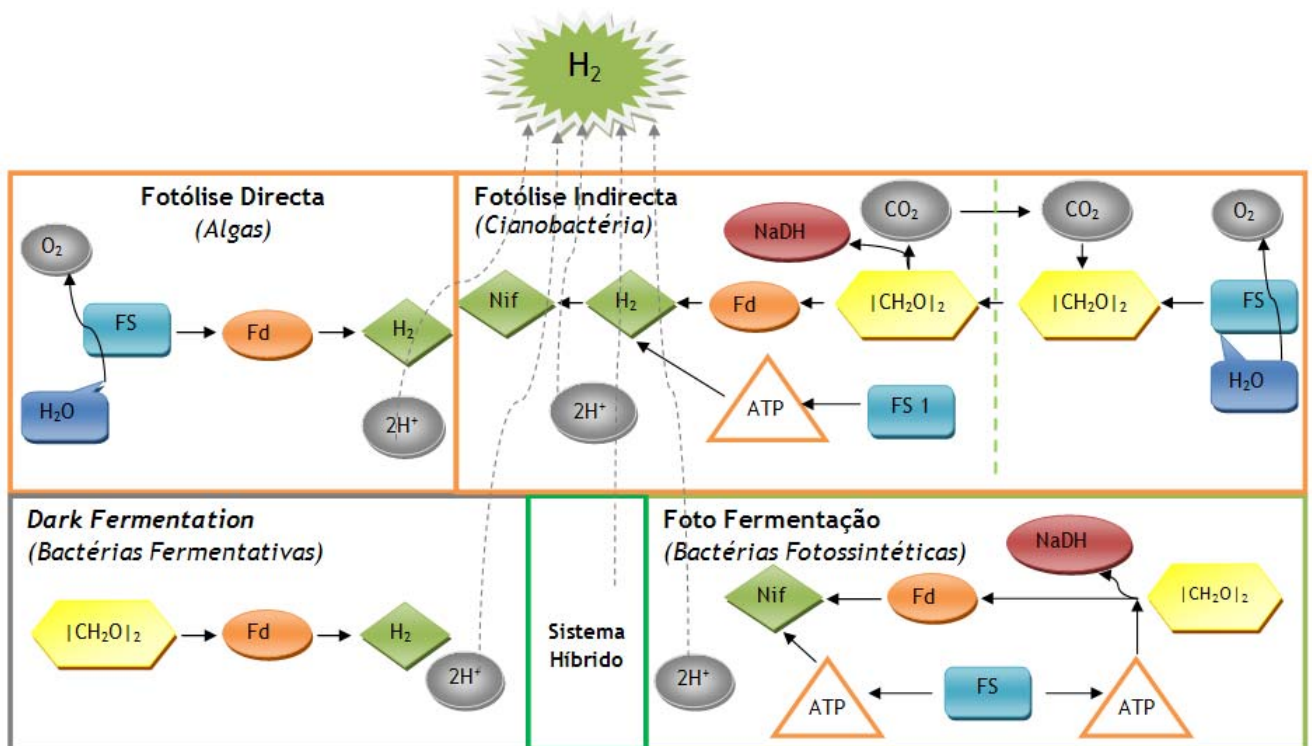 H₂
Fotólise Directa
(Algas)
O₂
FS
Fd
H₂
H₂O
2H⁺
Fotólise Indirecta
(Cianobactéria)
NaDH
CO₂
CO₂
O₂
Nif
H₂
Fd
|CH₂O|₂
|CH₂O|₂
FS
H₂O
2H⁺
ATP
FS 1
Dark Fermentation
(Bactérias Fermentativas)
|CH₂O|₂
Fd
H₂
2H⁺
Sistema
Híbrido
Foto Fermentação
(Bactérias Fotossintéticas)
NaDH
Nif
Fd
|CH₂O|₂
2H⁺
ATP
FS
ATP